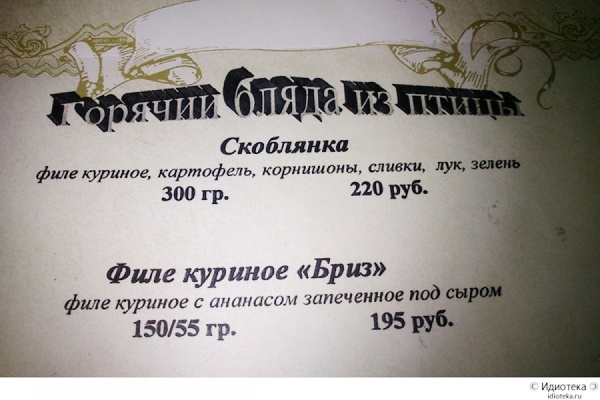 Горячий бляда из птицы
Скоблянка
филе куриное, картофель, корнишоны, сливки, лук, зелень
300 гр. 220 руб.
Филе куриное «Бриз»
филе куриное с ананасом запеченное под сыром
150/55 гр. 195 руб.
© Идиотека
idioteka.ru